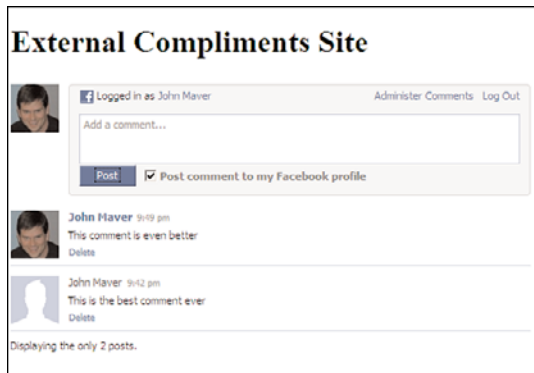 External Compliments Site
Logged in as John Maver Administer Comments Log Out
Add a comment...
Post Post comment to my Facebook profile
John Maver 9:49 pm
This comment is even better
Delete
John Maver 9:42 pm
This is the best comment ever
Delete
Displaying the only 2 posts.